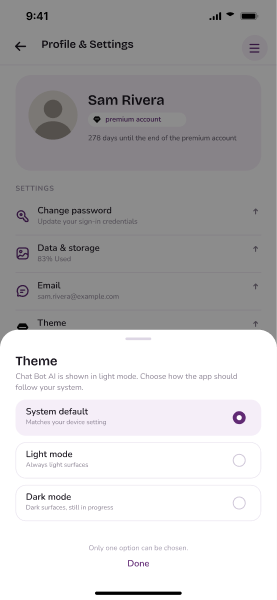 9:41
Profile & Settings
Sam Rivera
premium account
278 days until the end of the premium account
SETTINGS
Change password
Update your sign-in credentials
Data & storage
83% Used
Email
sam.rivera@example.com
Theme
Theme
Chat Bot AI is shown in light mode. Choose how the app should
follow your system.
System default
Matches your device setting
Light mode
Always light surfaces
Dark mode
Dark surfaces, still in progress
Only one option can be chosen.
Done